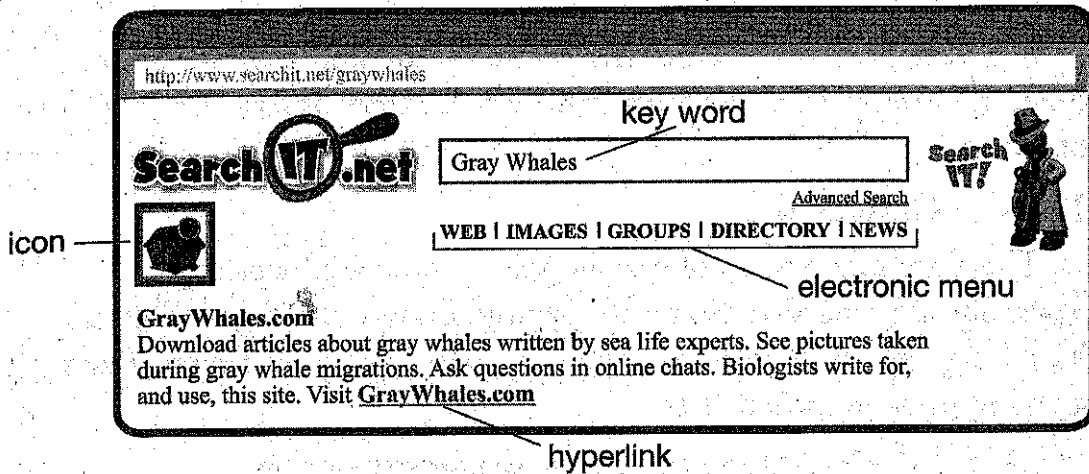 http://www.searchit.net/graywhales
key word
Search IT.net
Gray Whales
Search IT!
Advanced Search
icon
WEB | IMAGES | GROUPS | DIRECTORY | NEWS
electronic menu
GrayWhales.com
Download articles about gray whales written by sea life experts. See pictures taken
during gray whale migrations. Ask questions in online chats. Biologists write for,
and use, this site. Visit GrayWhales.com
hyperlink